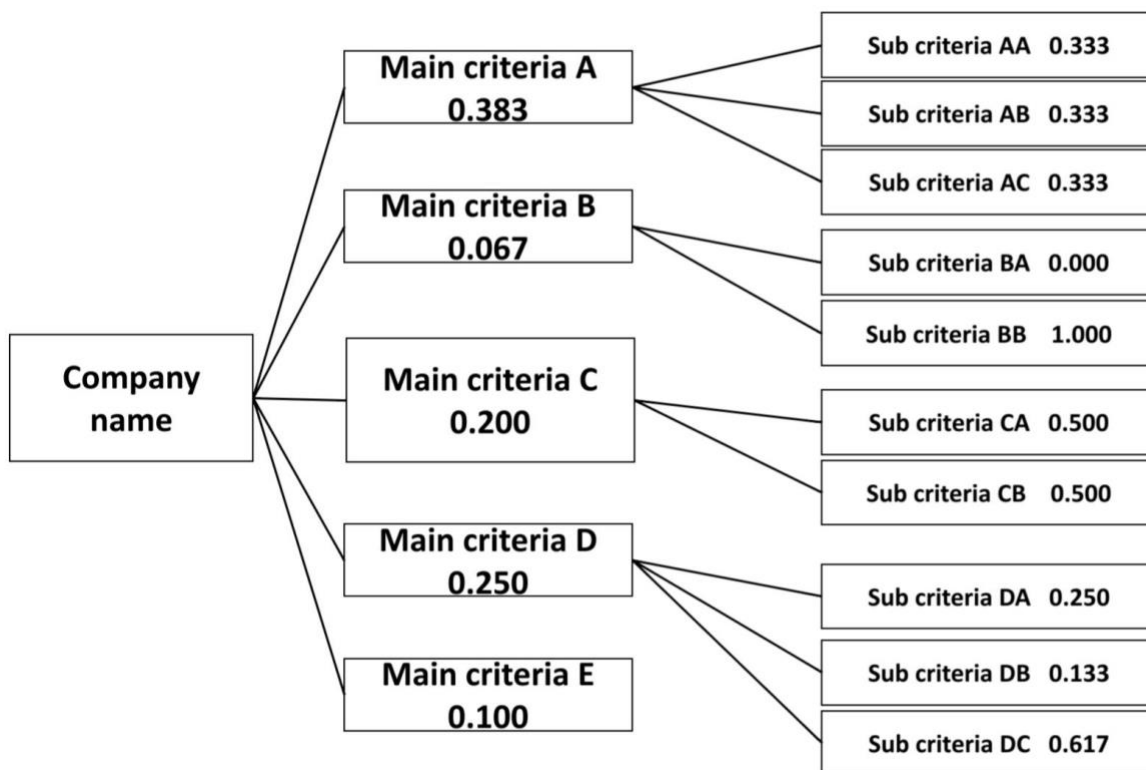 Company
name
Main criteria A
0.383
Main criteria B
0.067
Main criteria C
0.200
Main criteria D
0.250
Main criteria E
0.100
Sub criteria AA 0.333
Sub criteria AB 0.333
Sub criteria AC 0.333
Sub criteria BA 0.000
Sub criteria BB 1.000
Sub criteria CA 0.500
Sub criteria CB 0.500
Sub criteria DA 0.250
Sub criteria DB 0.133
Sub criteria DC 0.617